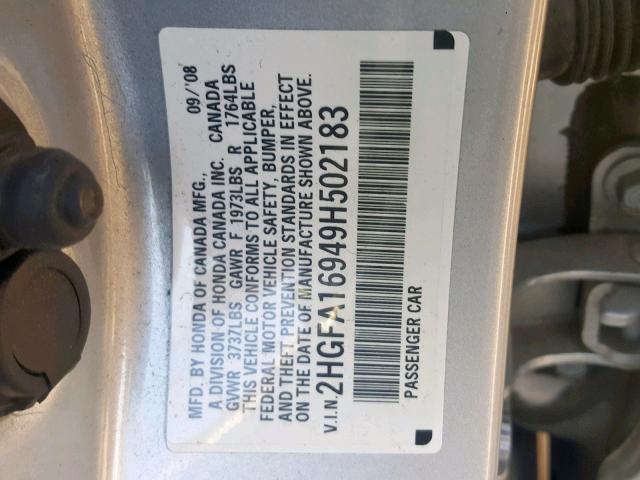 MFD. BY HONDA OF CANADA MFG., 09/'08
A DIVISION OF HONDA CANADA INC. CANADA
GVWR 3737LBS GAWR F 1973LBS R 1764LBS
THIS VEHICLE CONFORMS TO ALL APPLICABLE
FEDERAL MOTOR VEHICLE SAFETY, BUMPER,
AND THEFT PREVENTION STANDARDS IN EFFECT
ON THE DATE OF MANUFACTURE SHOWN ABOVE.
V.I.N. 2HGFA16949H502183
PASSENGER CAR